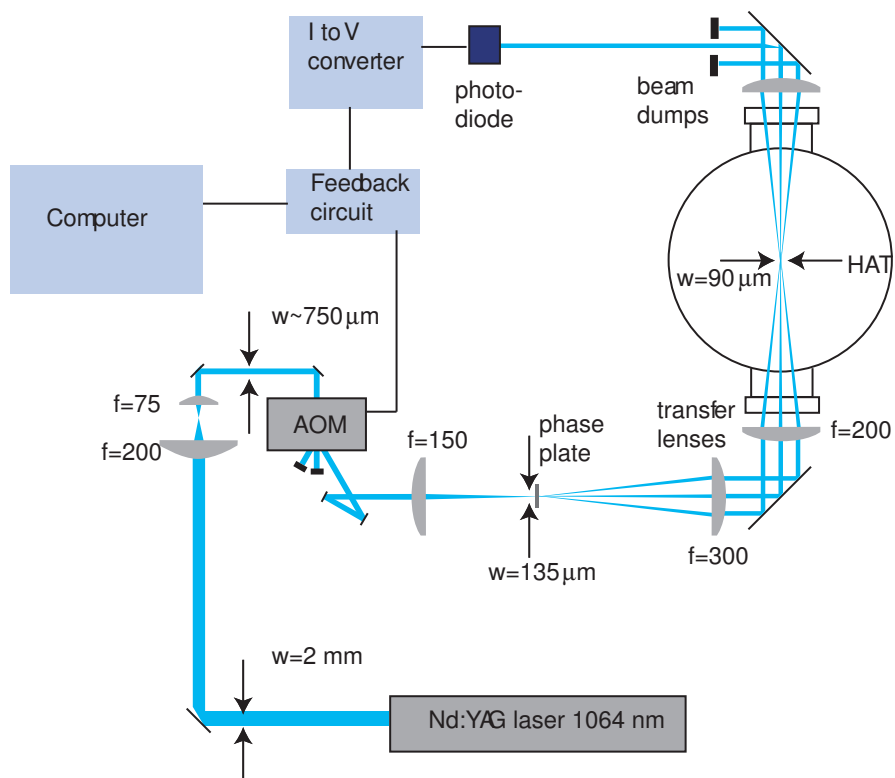 I to V
converter
photo-
diode
beam
dumps
Feedback
circuit
Computer
HAT
w=90 µm
w~750 µm
f=75
AOM
f=200
f=150
phase
plate
transfer
lenses
f=200
w=135 µm
f=300
w=2 mm
Nd:YAG laser 1064 nm